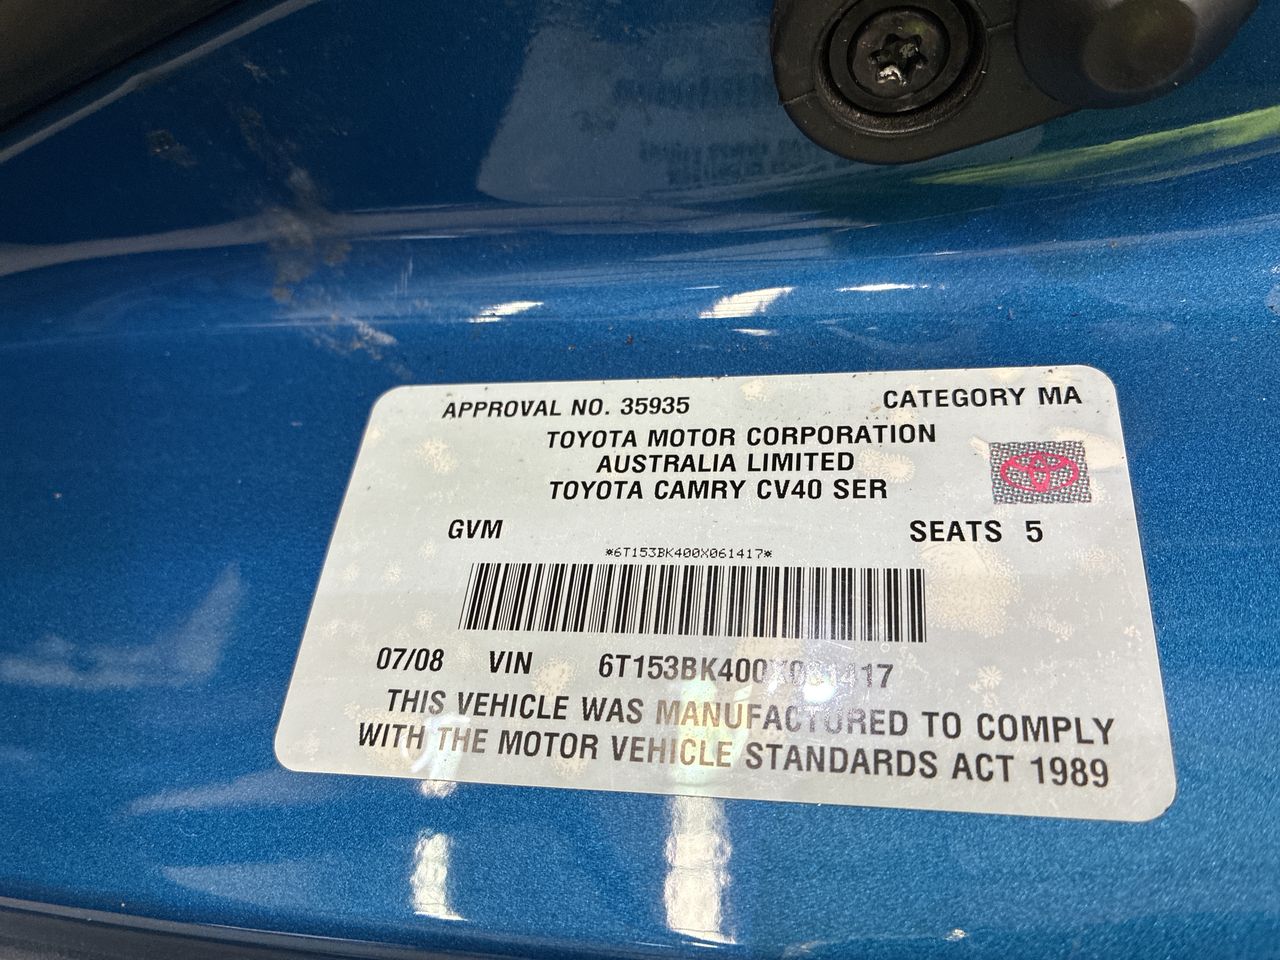 APPROVAL NO. 35935 CATEGORY MA
TOYOTA MOTOR CORPORATION
AUSTRALIA LIMITED
TOYOTA CAMRY CV40 SER
GVM SEATS 5
*6T153BK400X061417*
07/08 VIN 6T153BK400X061417
THIS VEHICLE WAS MANUFACTURED TO COMPLY
WITH THE MOTOR VEHICLE STANDARDS ACT 1989